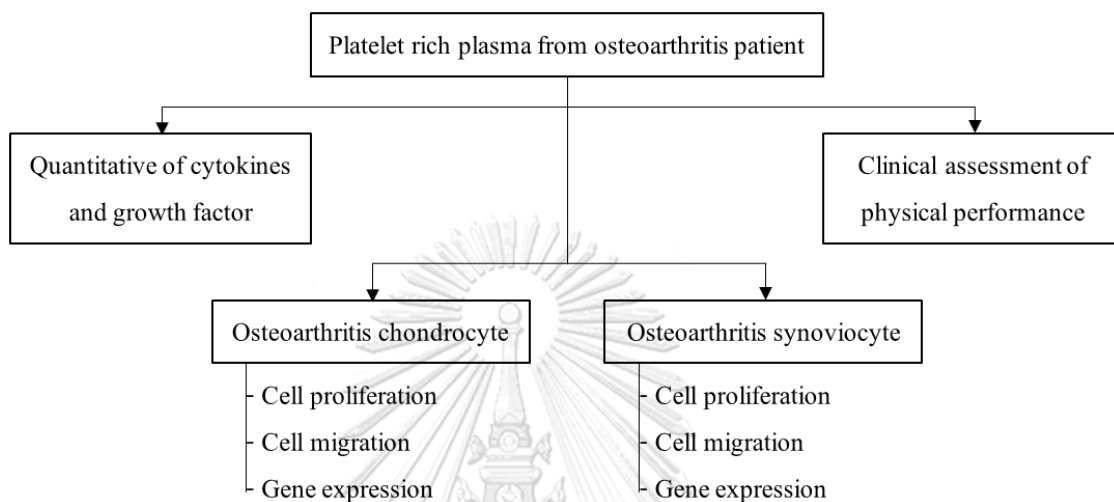 Platelet rich plasma from osteoarthritis patient
Quantitative of cytokines
and growth factor
Clinical assessment of
physical performance
Osteoarthritis chondrocyte
- Cell proliferation
- Cell migration
- Gene expression
Osteoarthritis synoviocyte
- Cell proliferation
- Cell migration
- Gene expression